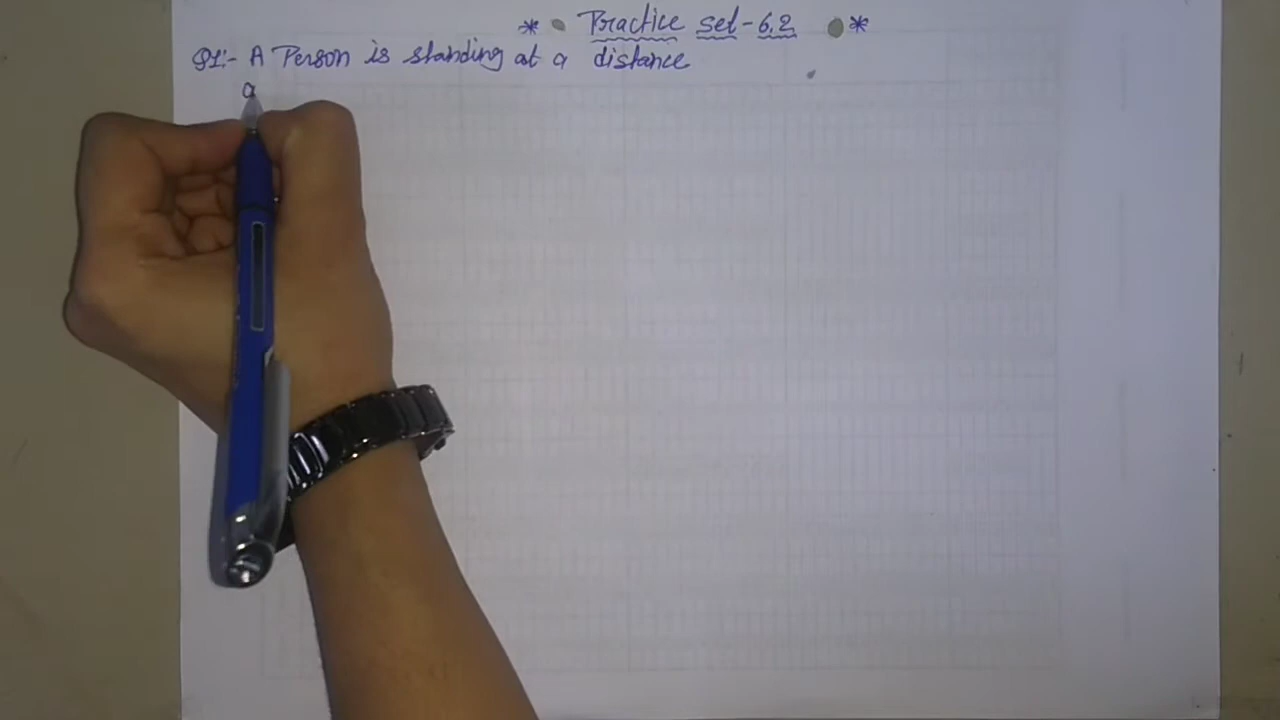 * • Practice set - 6.2 •*
Q1:- A Person is standing at a distance
a